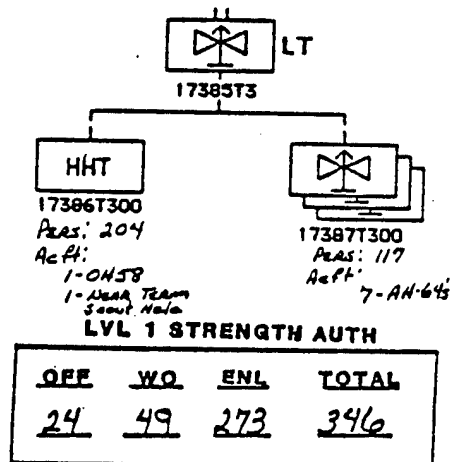 LT
17385T3
HHT
17386T300
PERS: 204
Acft:
1-OH58
1-NEAR TERM
Scout Helo
17387T300
PERS: 117
Acft:
7-AH-64's
LVL 1 STRENGTH AUTH
OFF WO ENL TOTAL
24 49 273 346